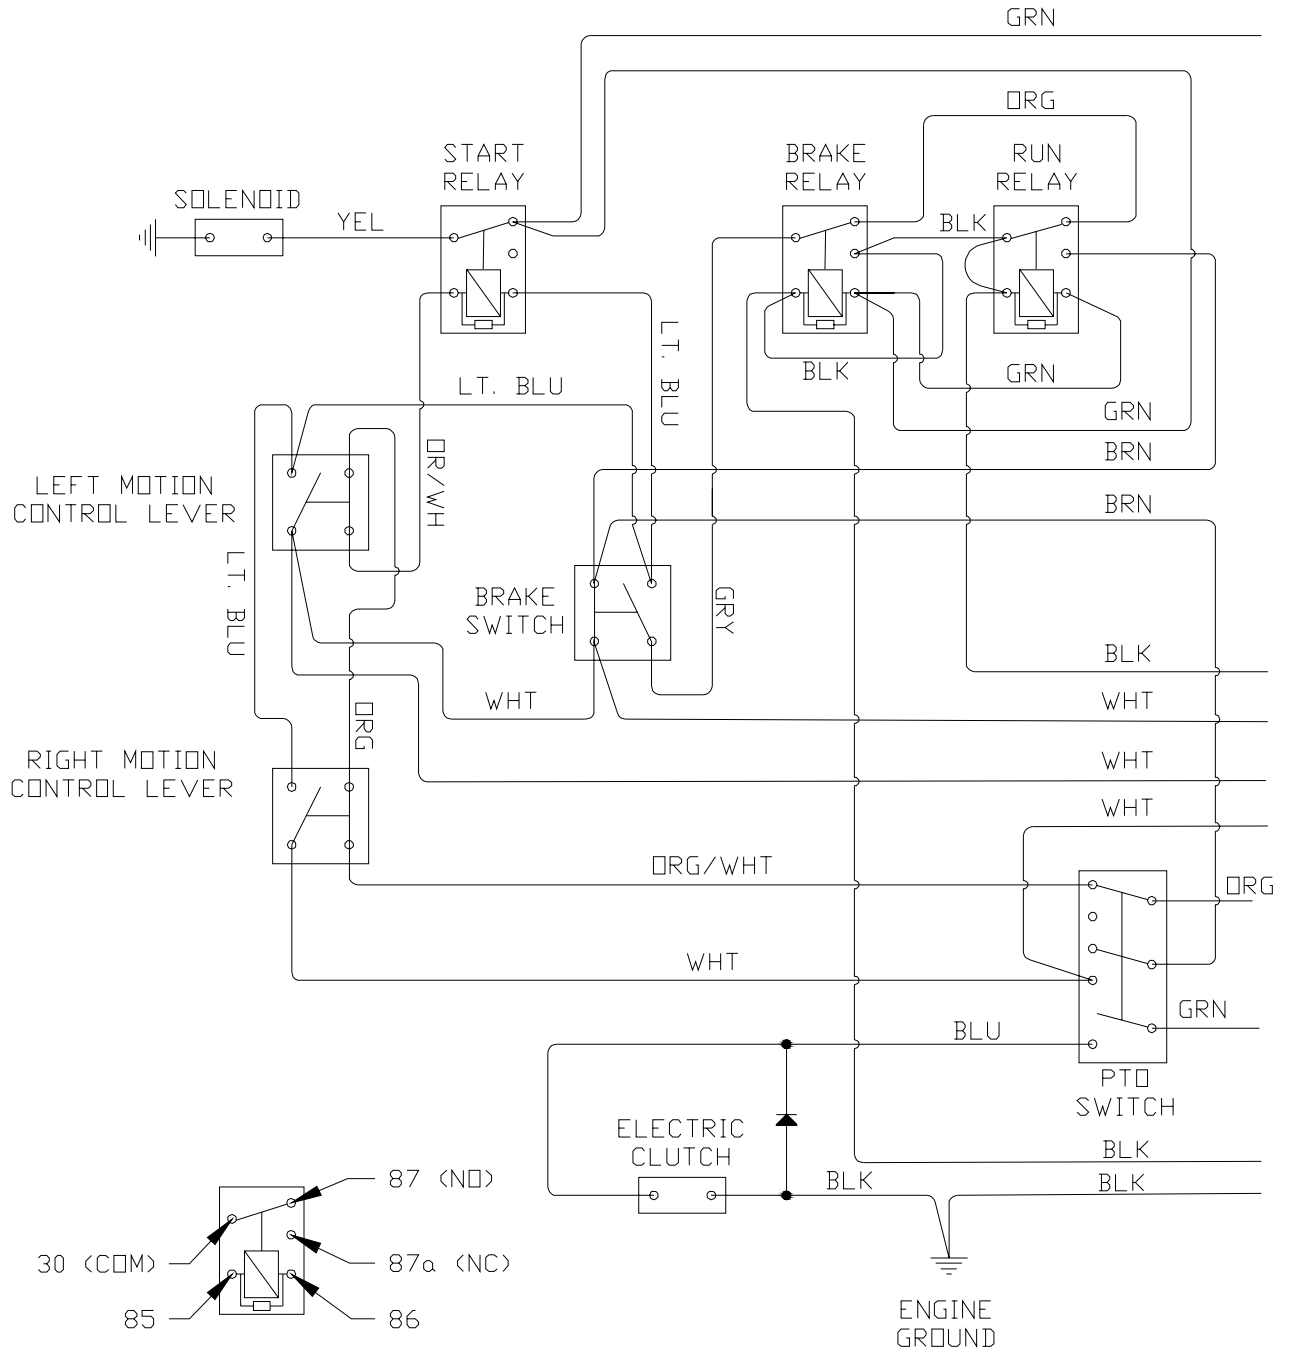 GRN
ORG
START
RELAY
BRAKE
RELAY
RUN
RELAY
SOLENOID
YEL
BLK
LT. BLU
BLK
GRN
LT. BLU
GRN
OR/WH
BRN
LEFT MOTION
CONTROL LEVER
BRN
LT. BLU
BRAKE
SWITCH
GRY
BLK
WHT
WHT
ORG
RIGHT MOTION
CONTROL LEVER
WHT
WHT
ORG/WHT
ORG
WHT
GRN
BLU
PTO
SWITCH
ELECTRIC
CLUTCH
BLK
BLK
BLK
87 (NO)
30 (COM)
87a (NC)
85
86
ENGINE
GROUND